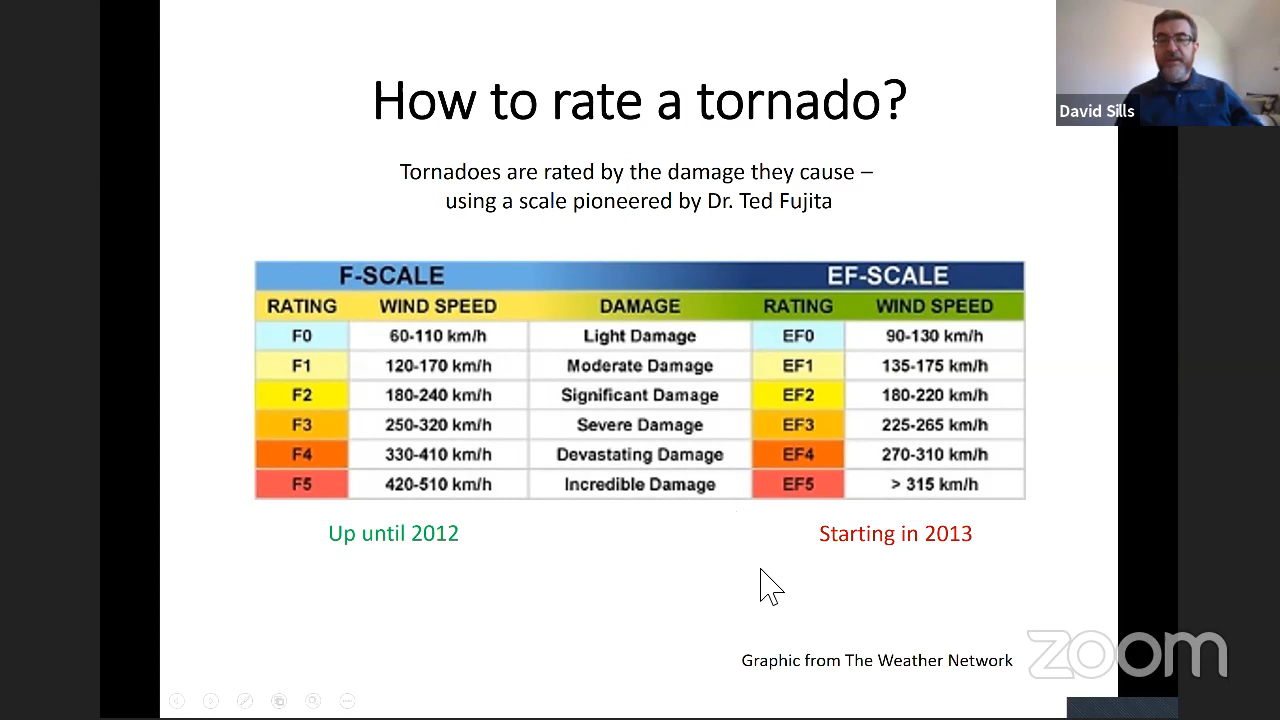 How to rate a tornado?
David Sills
Tornadoes are rated by the damage they cause –
using a scale pioneered by Dr. Ted Fujita
F-SCALE EF-SCALE
RATING WIND SPEED DAMAGE RATING WIND SPEED
F0 60-110 km/h Light Damage EF0 90-130 km/h
F1 120-170 km/h Moderate Damage EF1 135-175 km/h
F2 180-240 km/h Significant Damage EF2 180-220 km/h
F3 250-320 km/h Severe Damage EF3 225-265 km/h
F4 330-410 km/h Devastating Damage EF4 270-310 km/h
F5 420-510 km/h Incredible Damage EF5 > 315 km/h
Up until 2012 Starting in 2013
Graphic from The Weather Network
zoom